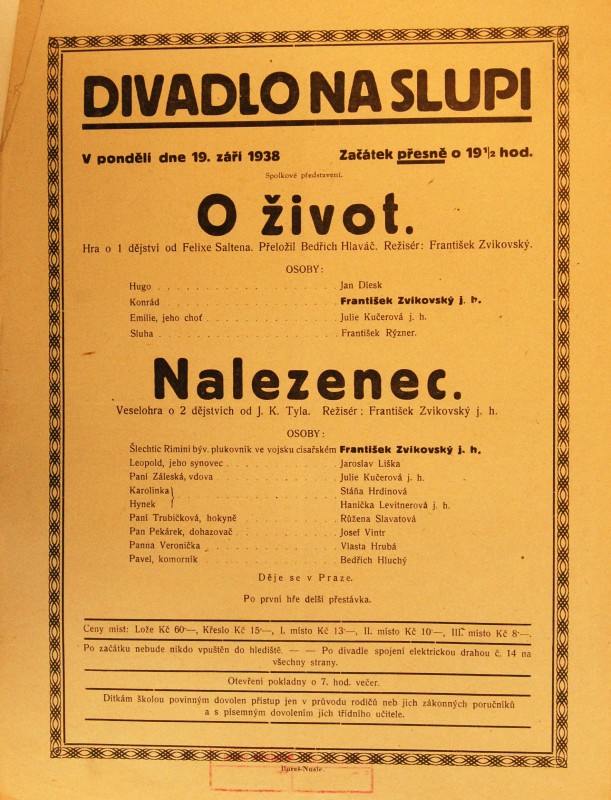 DIVADLO NA SLUPI
V pondělí dne 19. září 1938 Začátek přesně o 19 1/2 hod.
Spolkové představení.
O život.
Hra o 1 dějství od Felixe Saltena. Přeložil Bedřich Hlaváč. Režisér: František Zvíkovský.
OSOBY:
Hugo . . . . . . . . . . . . . . . . Jan Dlesk
Konrád . . . . . . . . . . . . . . . František Zvíkovský j. h.
Emilie, jeho choť . . . . . . . . . . Julie Kučerová j. h.
Sluha . . . . . . . . . . . . . . . . František Rýzner.
Nalezenec.
Veselohra o 2 dějstvích od J. K. Tyla. Režisér: František Zvíkovský j. h.
OSOBY:
Šlechtic Rimini býv. plukovník ve vojsku císařském František Zvíkovský j. h.
Leopold, jeho synovec . . . . . . . . Jaroslav Liška
Paní Záleská, vdova . . . . . . . . . Julie Kučerová j. h.
Karolinka } . . . . . . . . . . . . . Stáňa Hrdinová
Hynek } . . . . . . . . . . . . . . . Hanička Levitnerová j. h.
Paní Trubičková, hokyně . . . . . . . Růžena Slavatová
Pan Pekárek, dohazovač . . . . . . . . Josef Vintr
Panna Veronička . . . . . . . . . . . Vlasta Hrubá
Pavel, komorník . . . . . . . . . . . Bedřich Hluchý
Děje se v Praze.
Po první hře delší přestávka.
Ceny míst: Lože Kč 60·—, Křeslo Kč 15·—, I. místo Kč 13·—, II. místo Kč 10·—, III. místo Kč 8·—.
Po začátku nebude nikdo vpuštěn do hlediště. — — Po divadle spojení elektrickou drahou č. 14 na
všechny strany.
Otevření pokladny o 7. hod. večer.
Dítkám školou povinným dovolen přístup jen v průvodu rodičů neb jich zákonných poručníků
a s písemným dovolením jich třídního učitele.
Bureš-Nusle.